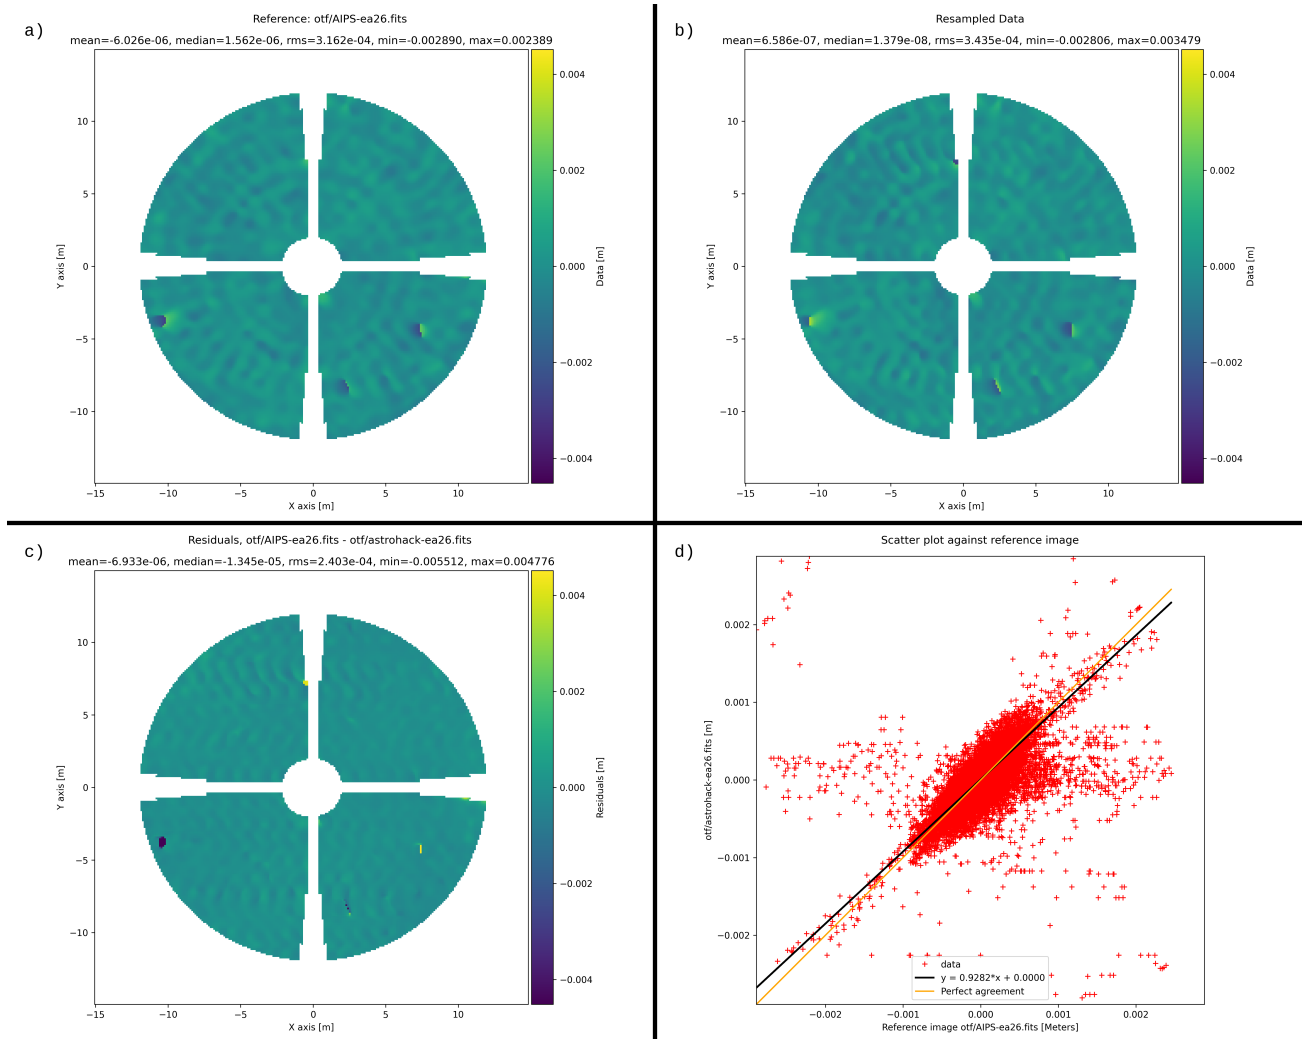 a)
Reference: otf/AIPS-ea26.fits
mean=-6.026e-06, median=1.562e-06, rms=3.162e-04, min=-0.002890, max=0.002389
10
5
0
−5
−10
Y axis [m]
−15
−10
−5
0
5
10
X axis [m]
0.004
0.002
0.000
−0.002
−0.004
Data [m]
b)
Resampled Data
mean=6.586e-07, median=1.379e-08, rms=3.435e-04, min=-0.002806, max=0.003479
10
5
0
−5
−10
Y axis [m]
−15
−10
−5
0
5
10
X axis [m]
0.004
0.002
0.000
−0.002
−0.004
Data [m]
c)
Residuals, otf/AIPS-ea26.fits - otf/astrohack-ea26.fits
mean=-6.933e-06, median=-1.345e-05, rms=2.403e-04, min=-0.005512, max=0.004776
10
5
0
−5
−10
Y axis [m]
−15
−10
−5
0
5
10
X axis [m]
0.004
0.002
0.000
−0.002
−0.004
Residuals [m]
d)
Scatter plot against reference image
0.002
0.001
0.000
−0.001
−0.002
otf/astrohack-ea26.fits [m]
data
y = 0.9282*x + 0.0000
Perfect agreement
−0.002
−0.001
0.000
0.001
0.002
Reference image otf/AIPS-ea26.fits [Meters]